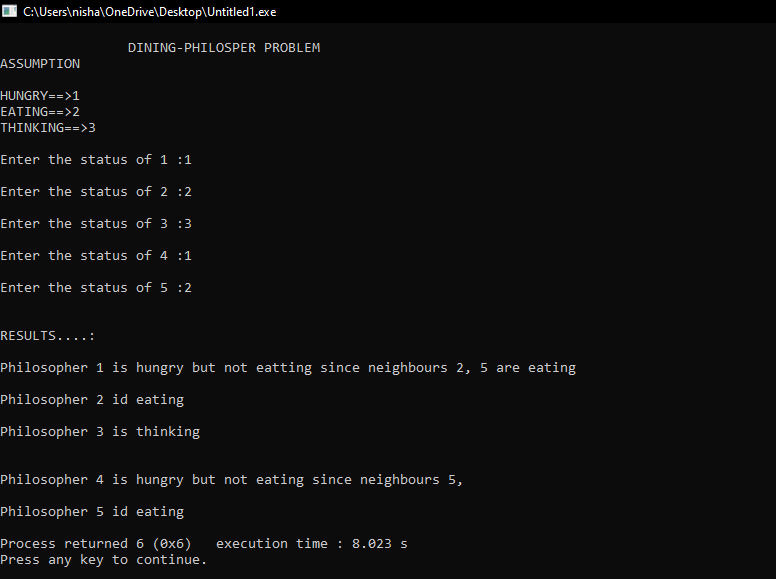 C:\Users\nisha\OneDrive\Desktop\Untitled1.exe
DINING-PHILOSPER PROBLEM
ASSUMPTION
HUNGRY==>1
EATING==>2
THINKING==>3
Enter the status of 1 :1
Enter the status of 2 :2
Enter the status of 3 :3
Enter the status of 4 :1
Enter the status of 5 :2
RESULTS....:
Philosopher 1 is hungry but not eatting since neighbours 2, 5 are eating
Philosopher 2 id eating
Philosopher 3 is thinking
Philosopher 4 is hungry but not eating since neighbours 5,
Philosopher 5 id eating
Process returned 6 (0x6)   execution time : 8.023 s
Press any key to continue.